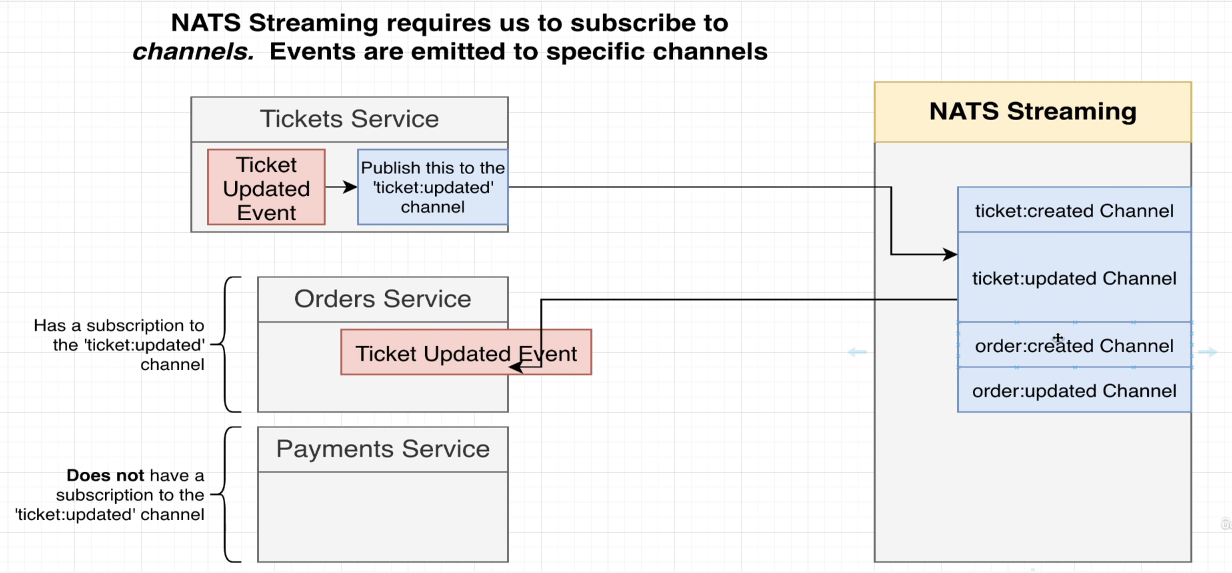 NATS Streaming requires us to subscribe to
channels. Events are emitted to specific channels
Tickets Service
Ticket
Updated
Event
Publish this to the
'ticket:updated'
channel
NATS Streaming
ticket:created Channel
ticket:updated Channel
order:created Channel
order:updated Channel
Has a subscription to
the 'ticket:updated'
channel
Orders Service
Ticket Updated Event
Does not have a
subscription to the
'ticket:updated' channel
Payments Service